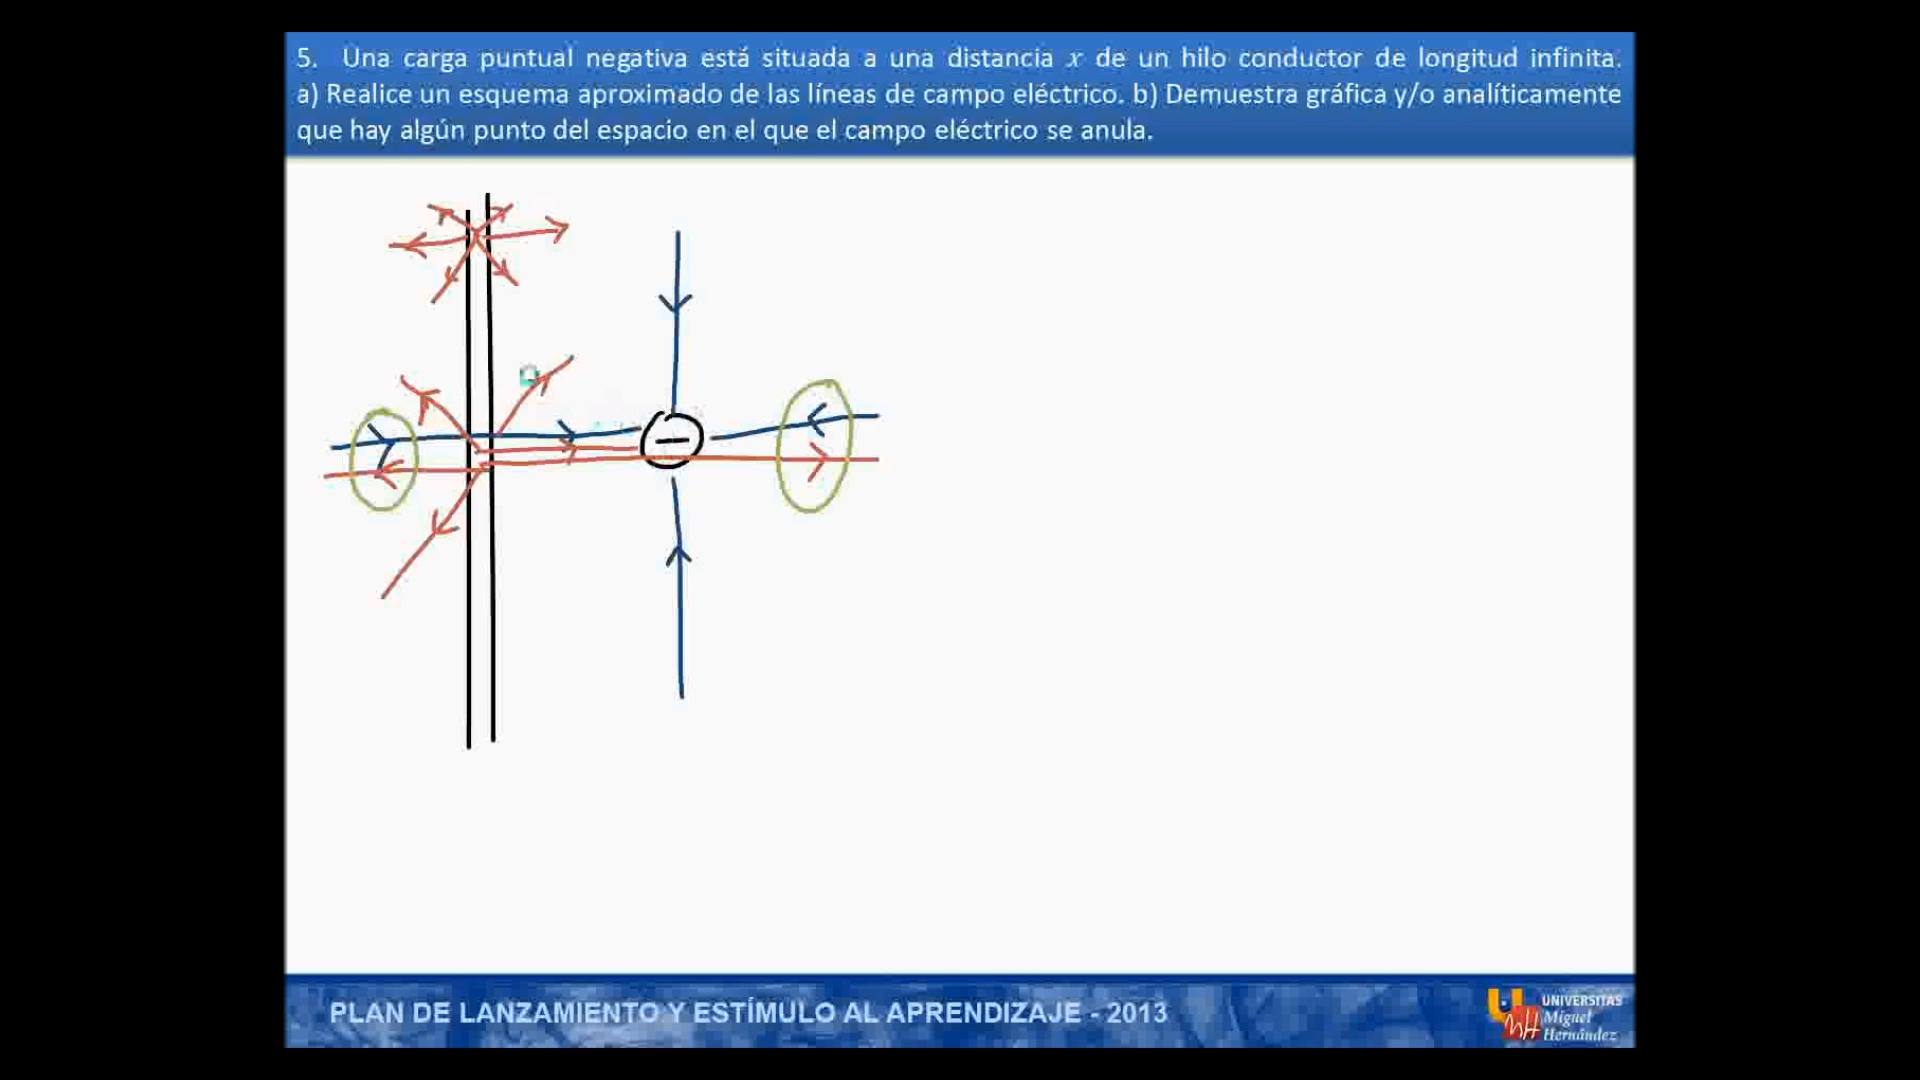 5. Una carga puntual negativa está situada a una distancia x de un hilo conductor de longitud infinita.
a) Realice un esquema aproximado de las líneas de campo eléctrico. b) Demuestra gráfica y/o analíticamente
que hay algún punto del espacio en el que el campo eléctrico se anula.
−
PLAN DE LANZAMIENTO Y ESTÍMULO AL APRENDIZAJE - 2013
UNIVERSITAS
Miguel
Hernández